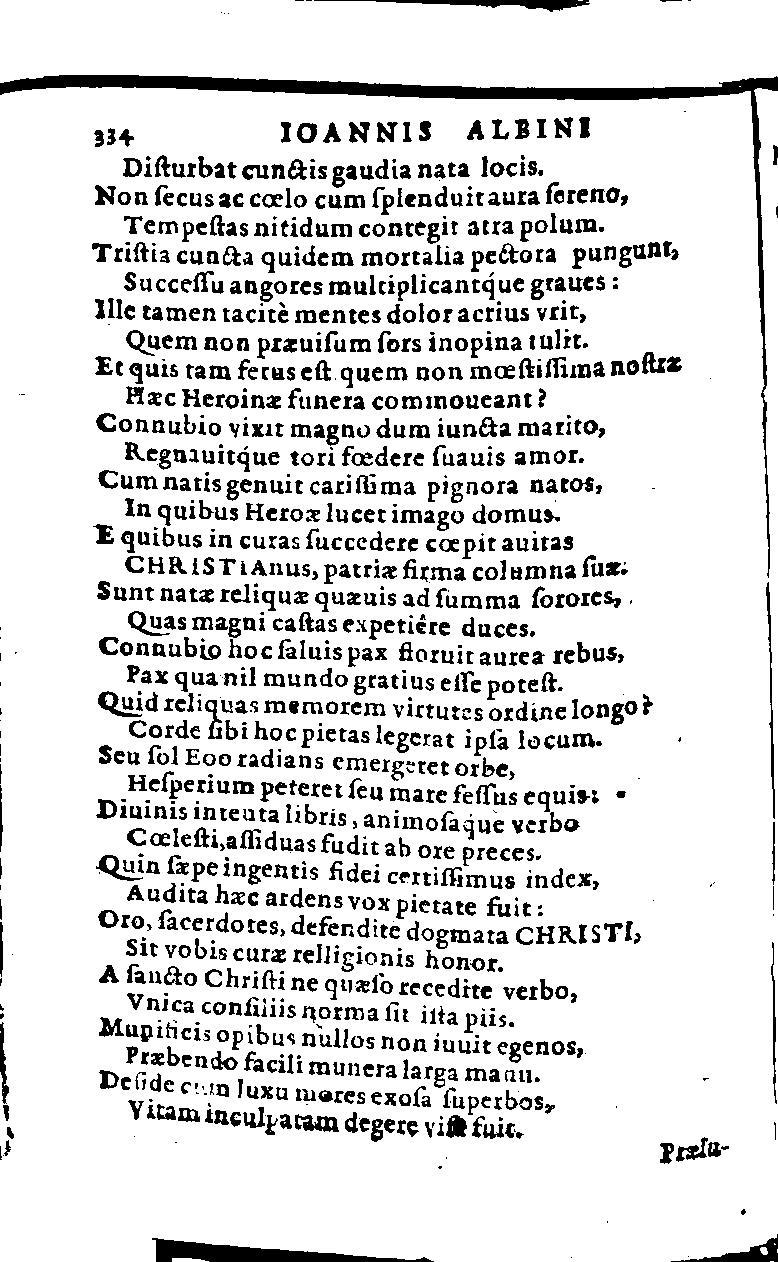 334 IOANNIS ALBINI
Diſturbat cunctis gaudia nata locis.
Non ſecus ac cœlo cum ſplenduit aura ſereno,
Tempeſtas nitidum contegit atra polum.
Triſtia cuncta quidem mortalia pectora pungunt,
Succeſſu angores multiplicantq́ue graues:
Ille tamen tacitè mentes dolor acrius vrit,
Quem non præuiſum ſors inopina tulit.
Et quis tam ferus eſt quem non mœſtiſſima noſtræ
Hæc Heroinæ funera commoueant?
Connubio vixit magno dum iuncta marito,
Regnauitq́ue tori fœdere ſuauis amor.
Cum natis genuit cariſſima pignora natos,
In quibus Heroæ lucet imago domus.
E quibus in curas ſuccedere cœpit auitas
CHRISTIAnus, patriæ firma columna ſuæ:
Sunt natæ reliquæ quæuis ad ſumma ſorores,
Quas magni caſtas expetiêre duces.
Connubio hoc ſaluis pax floruit aurea rebus,
Pax qua nil mundo gratius eſſe poteſt.
Quid reliquas memorem virtutes ordine longo?
Corde ſibi hoc pietas legerat ipſa locum.
Seu ſol Eoo radians emergeret orbe,
Heſperium peteret ſeu mare feſſus equis:
Diuinis intenta libris, animoſaq́ue verbo
Cœleſti, aſſiduas fudit ab ore preces.
Quin ſæpe ingentis fidei certiſſimus index,
Audita hæc ardens vox pietate fuit:
Oro, ſacerdotes, defendite dogmata CHRISTI,
Sit vobis curæ relligionis honor.
A ſancto Chriſti ne quæſo recedite verbo,
Vnica conſiliis norma ſit iſta piis.
Munificis opibus nullos non iuuit egenos,
Præbendo facili munera larga manu.
Deſide cum luxu mores exoſa ſuperbos,
Vitam inculpatam degere viſa fuit.
Præſu-